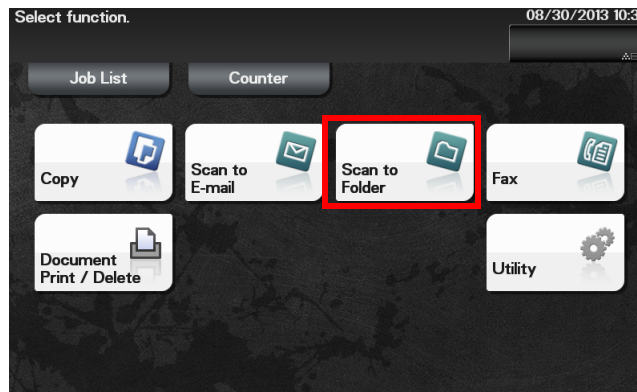 Select function.
08/30/2013 10:3
Job List
Counter
Copy
Scan to
E-mail
Scan to
Folder
Fax
Document
Print / Delete
Utility